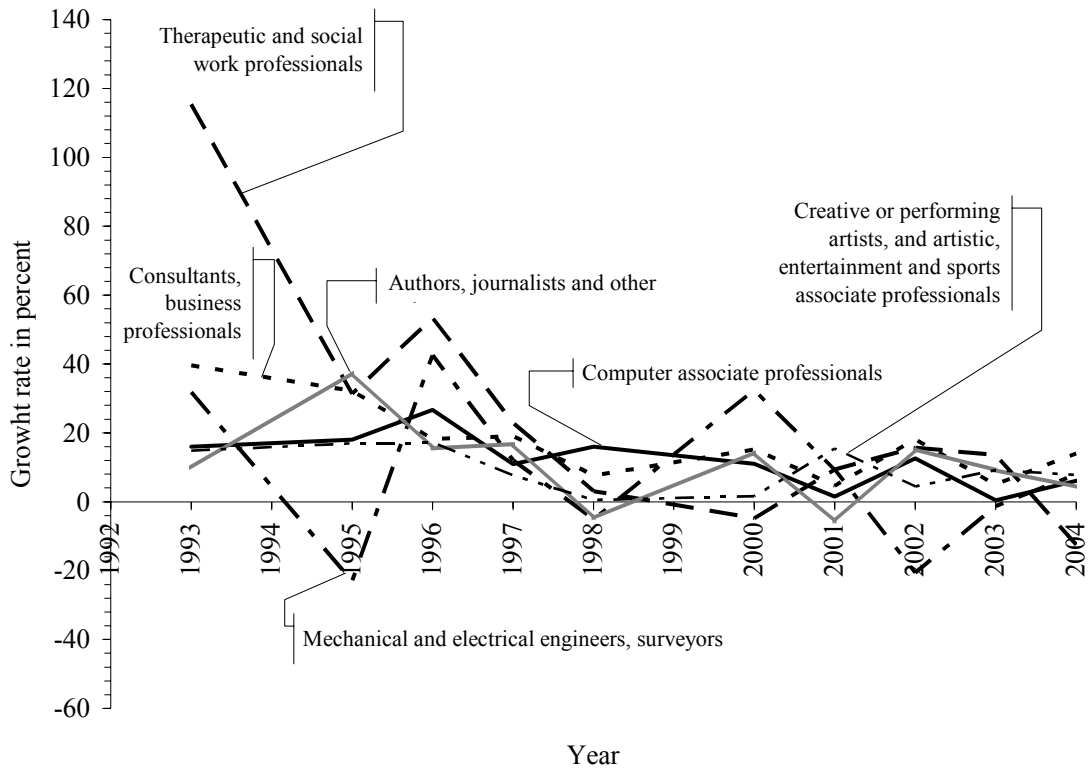 140
120
100
80
60
40
20
0
-20
-40
-60
Growht rate in percent
Therapeutic and social
work professionals
Consultants,
business
professionals
Authors, journalists and other
Creative or performing
artists, and artistic,
entertainment and sports
associate professionals
Computer associate professionals
Mechanical and electrical engineers, surveyors
1992
1993
1994
1995
1996
1997
1998
1999
2000
2001
2002
2003
2004
Year